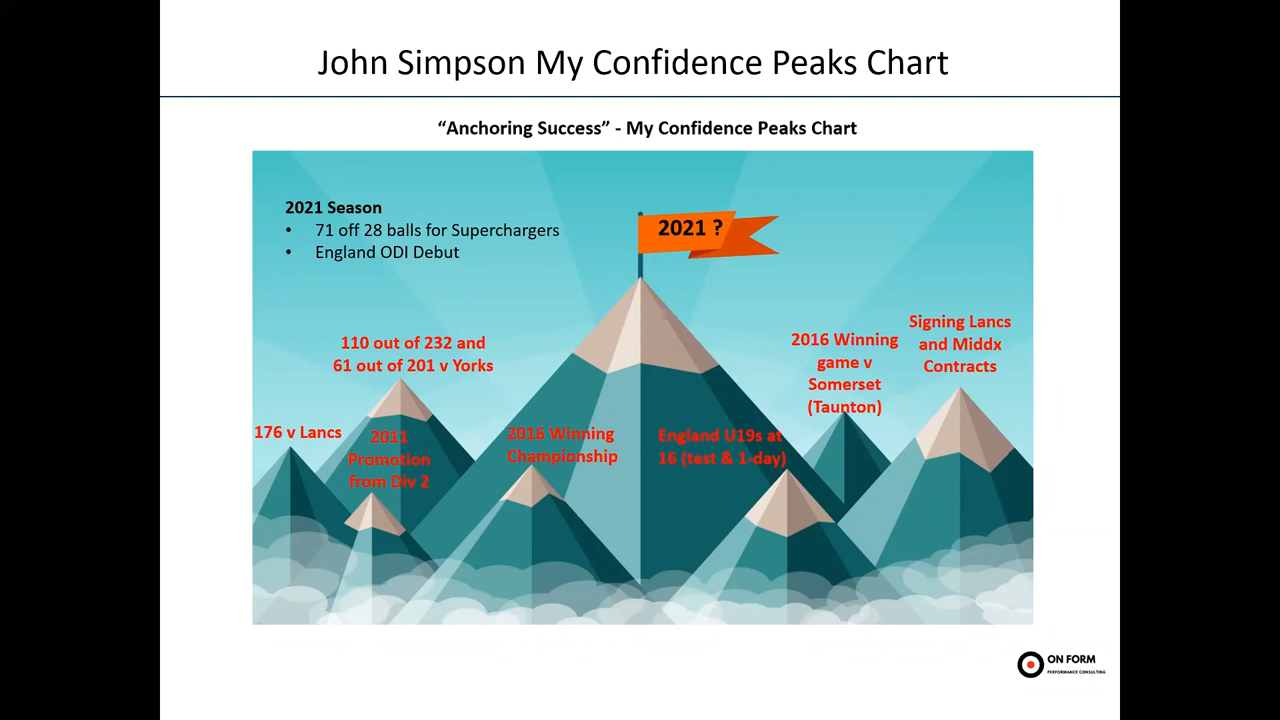 John Simpson My Confidence Peaks Chart
“Anchoring Success” - My Confidence Peaks Chart
2021 Season
• 71 off 28 balls for Superchargers
• England ODI Debut
2021 ?
110 out of 232 and
61 out of 201 v Yorks
2016 Winning
game v
Somerset
(Taunton)
Signing Lancs
and Middx
Contracts
176 v Lancs
2011
Promotion
from Div 2
2016 Winning
Championship
England U19s at
16 (test & 1-day)
ON FORM
PERFORMANCE CONSULTING